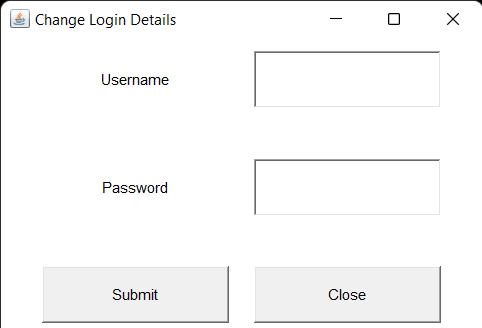 Change Login Details
Username
Password
Submit Close